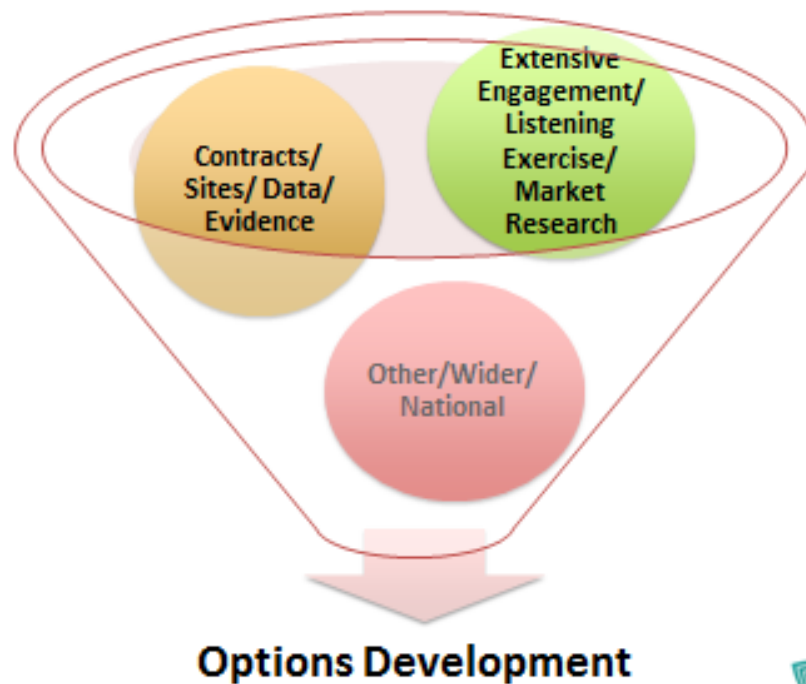 Extensive
Engagement/
Listening
Exercise/
Market
Research
Contracts/
Sites/ Data/
Evidence
Other/Wider/
National
Options Development